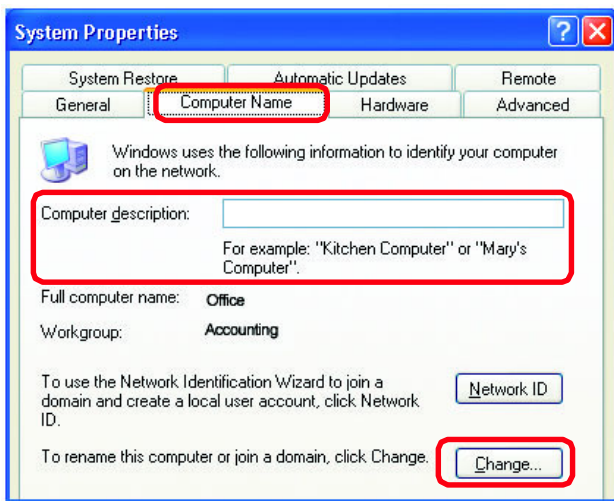 System Properties
System Restore Automatic Updates Remote
General Computer Name Hardware Advanced
Windows uses the following information to identify your computer
on the network.
Computer description:
For example: "Kitchen Computer" or "Mary's
Computer".
Full computer name: Office
Workgroup: Accounting
To use the Network Identification Wizard to join a
domain and create a local user account, click Network
ID.
Network ID
To rename this computer or join a domain, click Change.
Change...